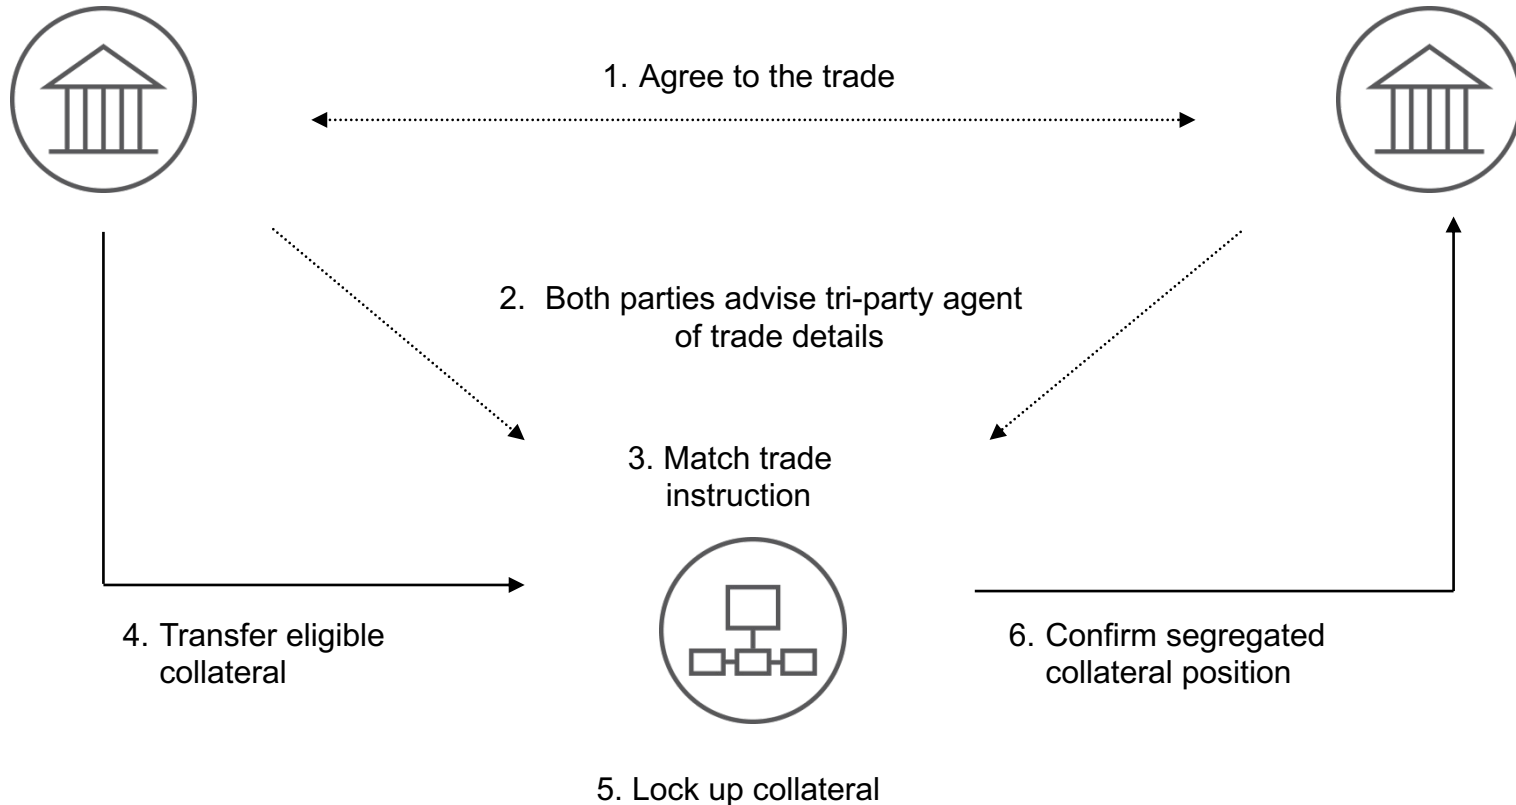 1. Agree to the trade
2. Both parties advise tri-party agent
of trade details
3. Match trade
instruction
4. Transfer eligible
collateral
6. Confirm segregated
collateral position
5. Lock up collateral